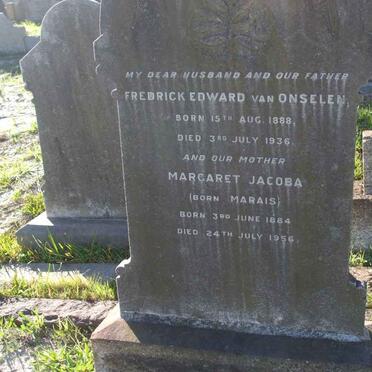 MY DEAR HUSBAND AND OUR FATHER
FREDRICK EDWARD VAN ONSELEN,
BORN 15TH AUG. 1888,
DIED 3RD JULY 1936.
AND OUR MOTHER
MARGARET JACOBA
(BORN MARAIS)
BORN 3RD JUNE 1884
DIED 24TH JULY 1956.